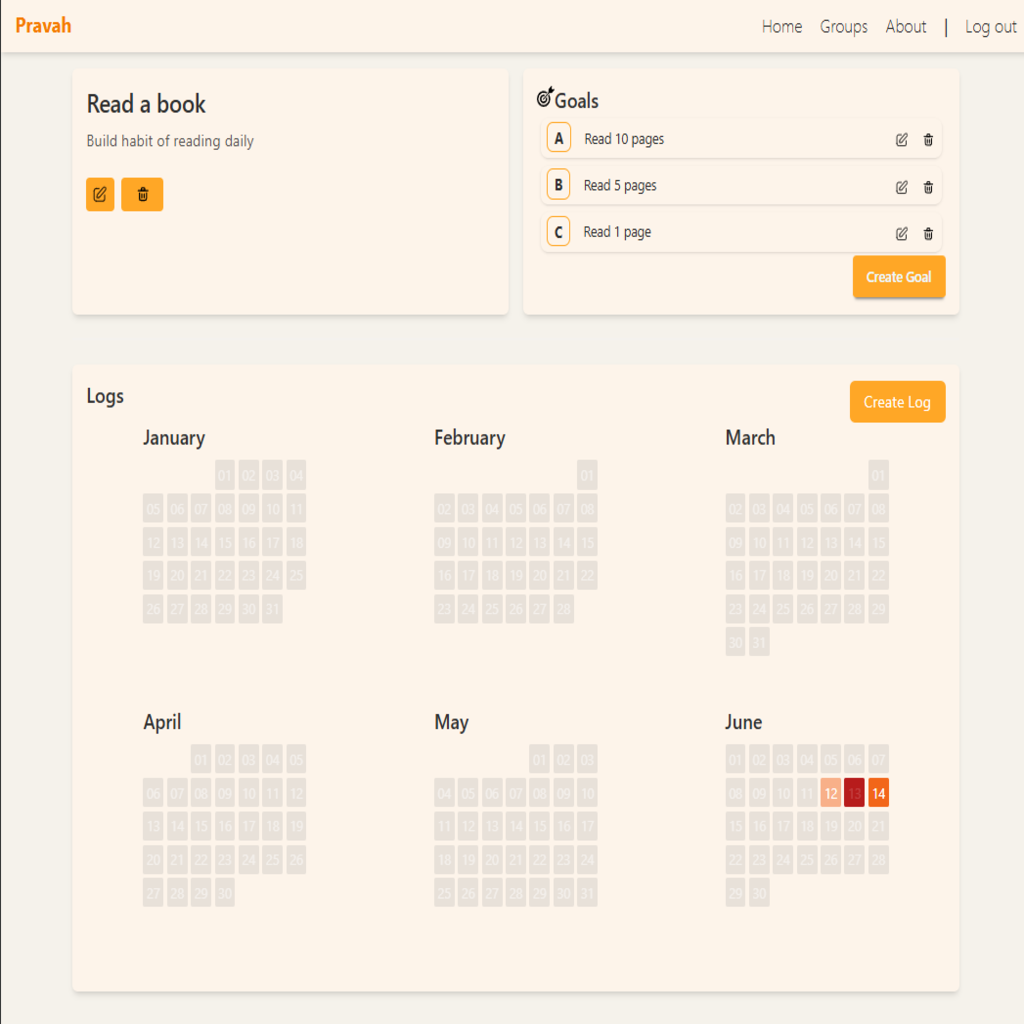 Pravah
Home Groups About | Log out
Read a book
Build habit of reading daily
Goals
A Read 10 pages
B Read 5 pages
C Read 1 page
Create Goal
Logs
Create Log
January
01 02 03 04
05 06 07 08 09 10 11
12 13 14 15 16 17 18
19 20 21 22 23 24 25
26 27 28 29 30 31
February
01
02 03 04 05 06 07 08
09 10 11 12 13 14 15
16 17 18 19 20 21 22
23 24 25 26 27 28
March
01
02 03 04 05 06 07 08
09 10 11 12 13 14 15
16 17 18 19 20 21 22
23 24 25 26 27 28 29
30 31
April
01 02 03 04 05
06 07 08 09 10 11 12
13 14 15 16 17 18 19
20 21 22 23 24 25 26
27 28 29 30
May
01 02 03
04 05 06 07 08 09 10
11 12 13 14 15 16 17
18 19 20 21 22 23 24
25 26 27 28 29 30 31
June
01 02 03 04 05 06 07
08 09 10 11 12 13 14
15 16 17 18 19 20 21
22 23 24 25 26 27 28
29 30